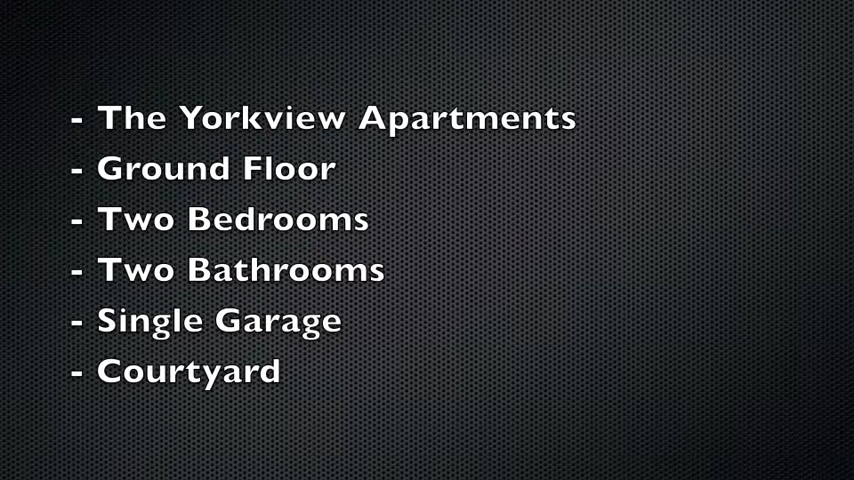 - The Yorkview Apartments
- Ground Floor
- Two Bedrooms
- Two Bathrooms
- Single Garage
- Courtyard